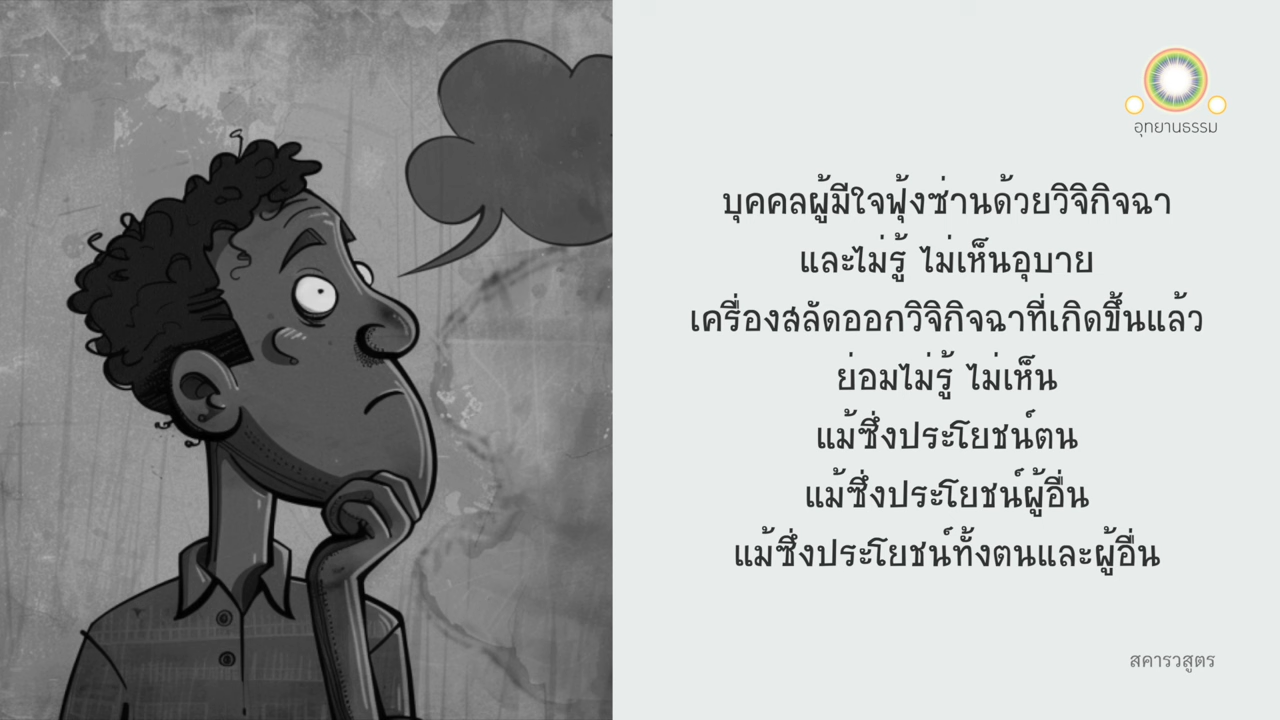 อุทยานธรรม
บุคคลผู้มีใจฟุ้งซ่านด้วยวิจิกิจฉา
และไม่รู้ ไม่เห็นอุบาย
เครื่องสลัดออกวิจิกิจฉาที่เกิดขึ้นแล้ว
ย่อมไม่รู้ ไม่เห็น
แม้ซึ่งประโยชน์ตน
แม้ซึ่งประโยชน์ผู้อื่น
แม้ซึ่งประโยชน์ทั้งตนและผู้อื่น
สคารวสูตร